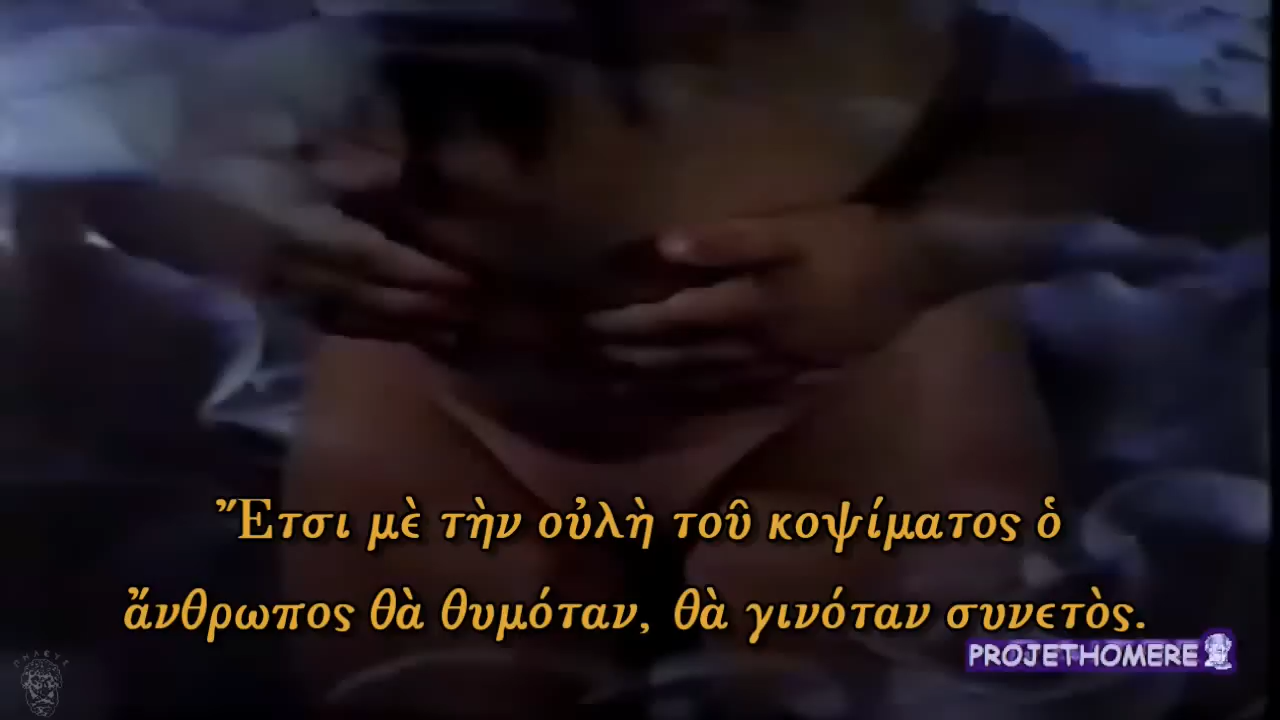 Ἔτσι μὲ τὴν οὐλὴ τοῦ κοψίματος ὁ
ἄνθρωπος θὰ θυμόταν, θὰ γινόταν συνετὸς.
PROJETHOMERE